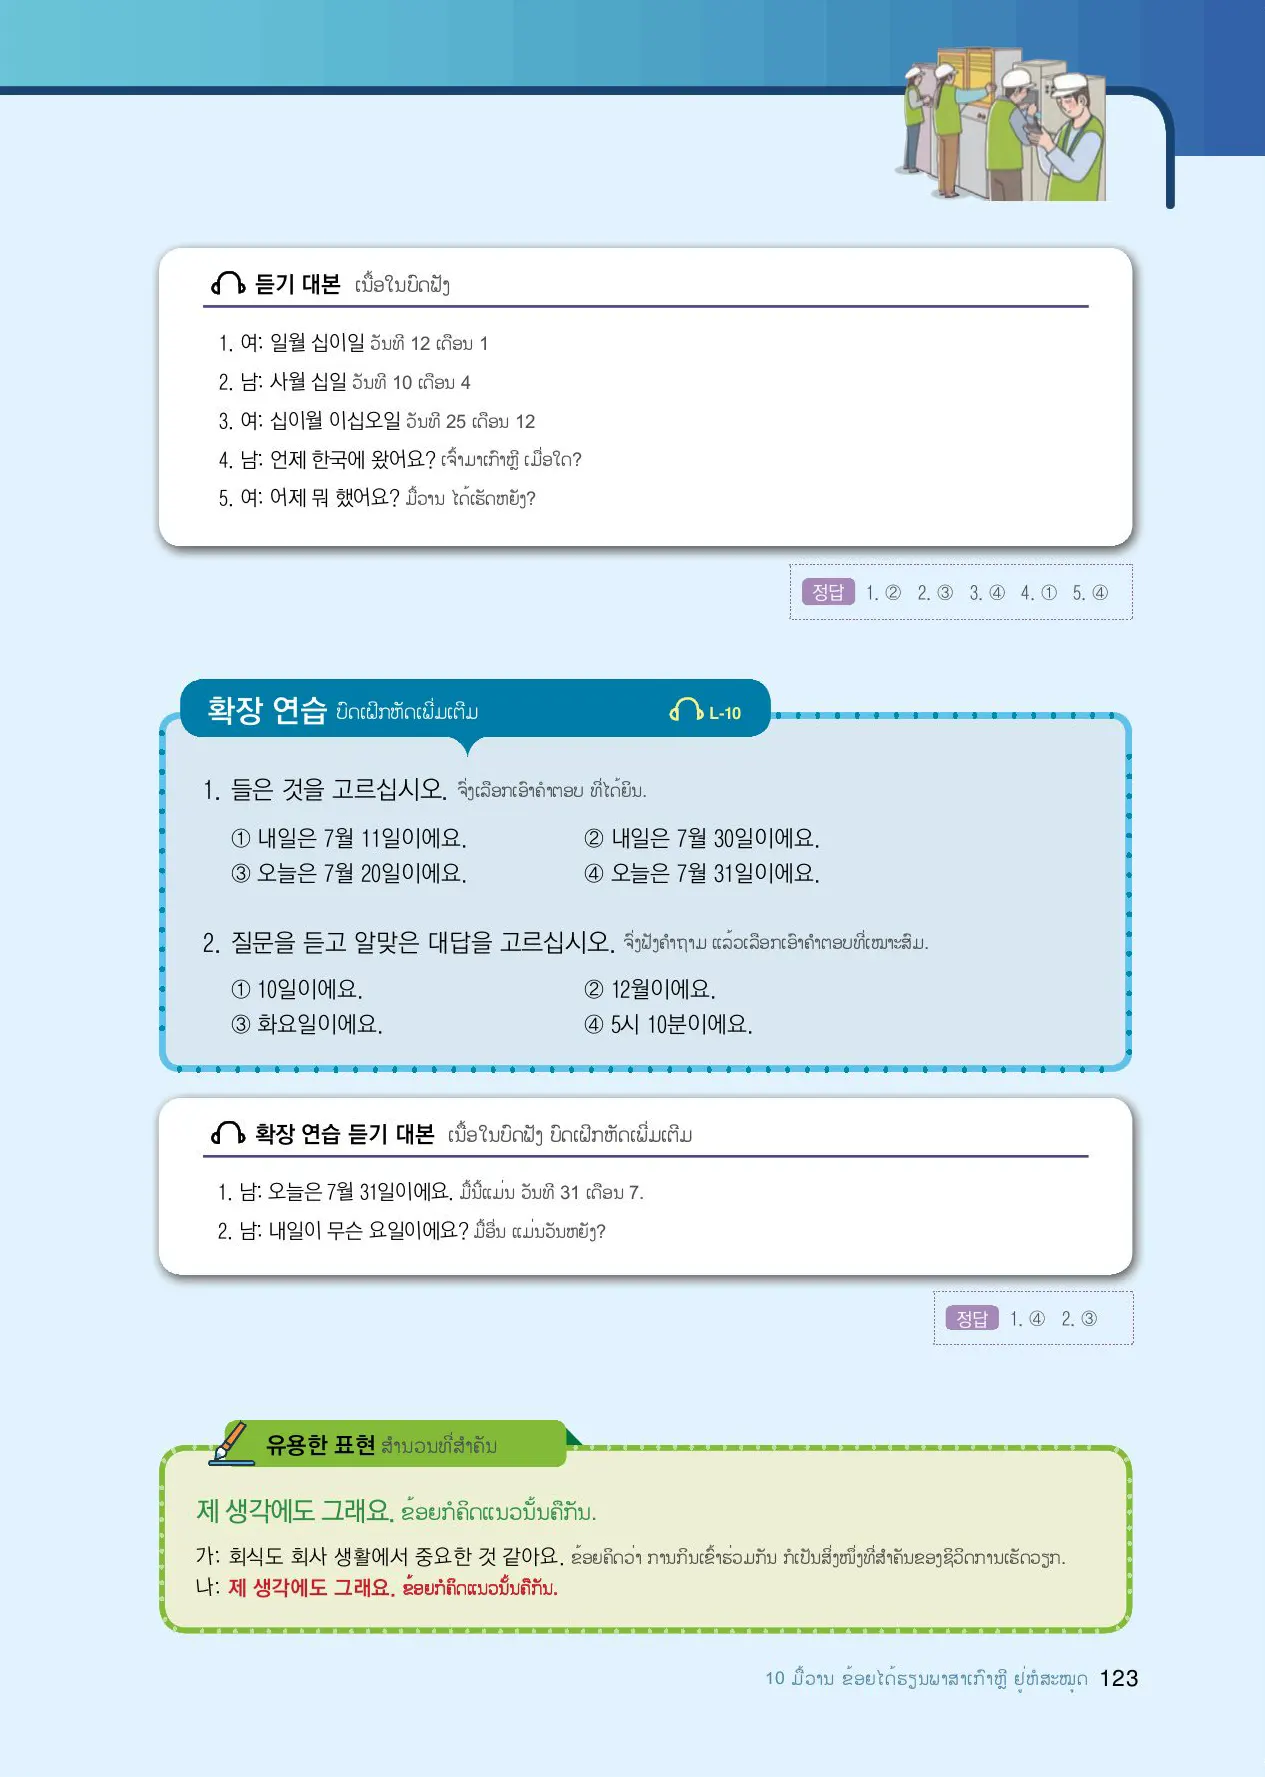 듣기 대본 ເນື້ອໃນບົດຟັງ
1. 여: 일월 십이일 ວັນທີ 12 ເດືອນ 1
2. 남: 사월 십일 ວັນທີ 10 ເດືອນ 4
3. 여: 십이월 이십오일 ວັນທີ 25 ເດືອນ 12
4. 남: 언제 한국에 왔어요? ເຈົ້າມາເກົາຫຼີ ເມື່ອໃດ?
5. 여: 어제 뭐 했어요? ມື້ວານ ໄດ້ເຮັດຫຍັງ?
정답 1. ② 2. ③ 3. ④ 4. ① 5. ④
확장 연습 ບົດເຝິກຫັດເພີ່ມເຕີມ L-10
1. 들은 것을 고르십시오. ຈົ່ງເລືອກເອົາຄຳຕອບ ທີ່ໄດ້ຍິນ.
① 내일은 7월 11일이에요. ② 내일은 7월 30일이에요.
③ 오늘은 7월 20일이에요. ④ 오늘은 7월 31일이에요.
2. 질문을 듣고 알맞은 대답을 고르십시오. ຈົ່ງຟັງຄຳຖາມ ແລ້ວເລືອກເອົາຄຳຕອບທີ່ເໝາະສົມ.
① 10일이에요. ② 12월이에요.
③ 화요일이에요. ④ 5시 10분이에요.
확장 연습 듣기 대본 ເນື້ອໃນບົດຟັງ ບົດເຝິກຫັດເພີ່ມເຕີມ
1. 남: 오늘은 7월 31일이에요. ມື້ນີ້ແມ່ນ ວັນທີ 31 ເດືອນ 7.
2. 남: 내일이 무슨 요일이에요? ມື້ອື່ນ ແມ່ນວັນຫຍັງ?
정답 1. ④ 2. ③
유용한 표현 ສຳນວນທີ່ສຳຄັນ
제 생각에도 그래요. ຂ້ອຍກໍຄິດແນວນັ້ນຄືກັນ.
가: 회식도 회사 생활에서 중요한 것 같아요. ຂ້ອຍຄິດວ່າ ການກິນເຂົ້າຮ່ວມກັນ ກໍເປັນສິ່ງໜຶ່ງທີ່ສຳຄັນຂອງຊີວິດການເຮັດວຽກ.
나: 제 생각에도 그래요. ຂ້ອຍກໍຄິດແນວນັ້ນຄືກັນ.
10 ມື້ວານ ຂ້ອຍໄດ້ຮຽນພາສາເກົາຫຼີ ຢູ່ຫໍສະໝຸດ 123